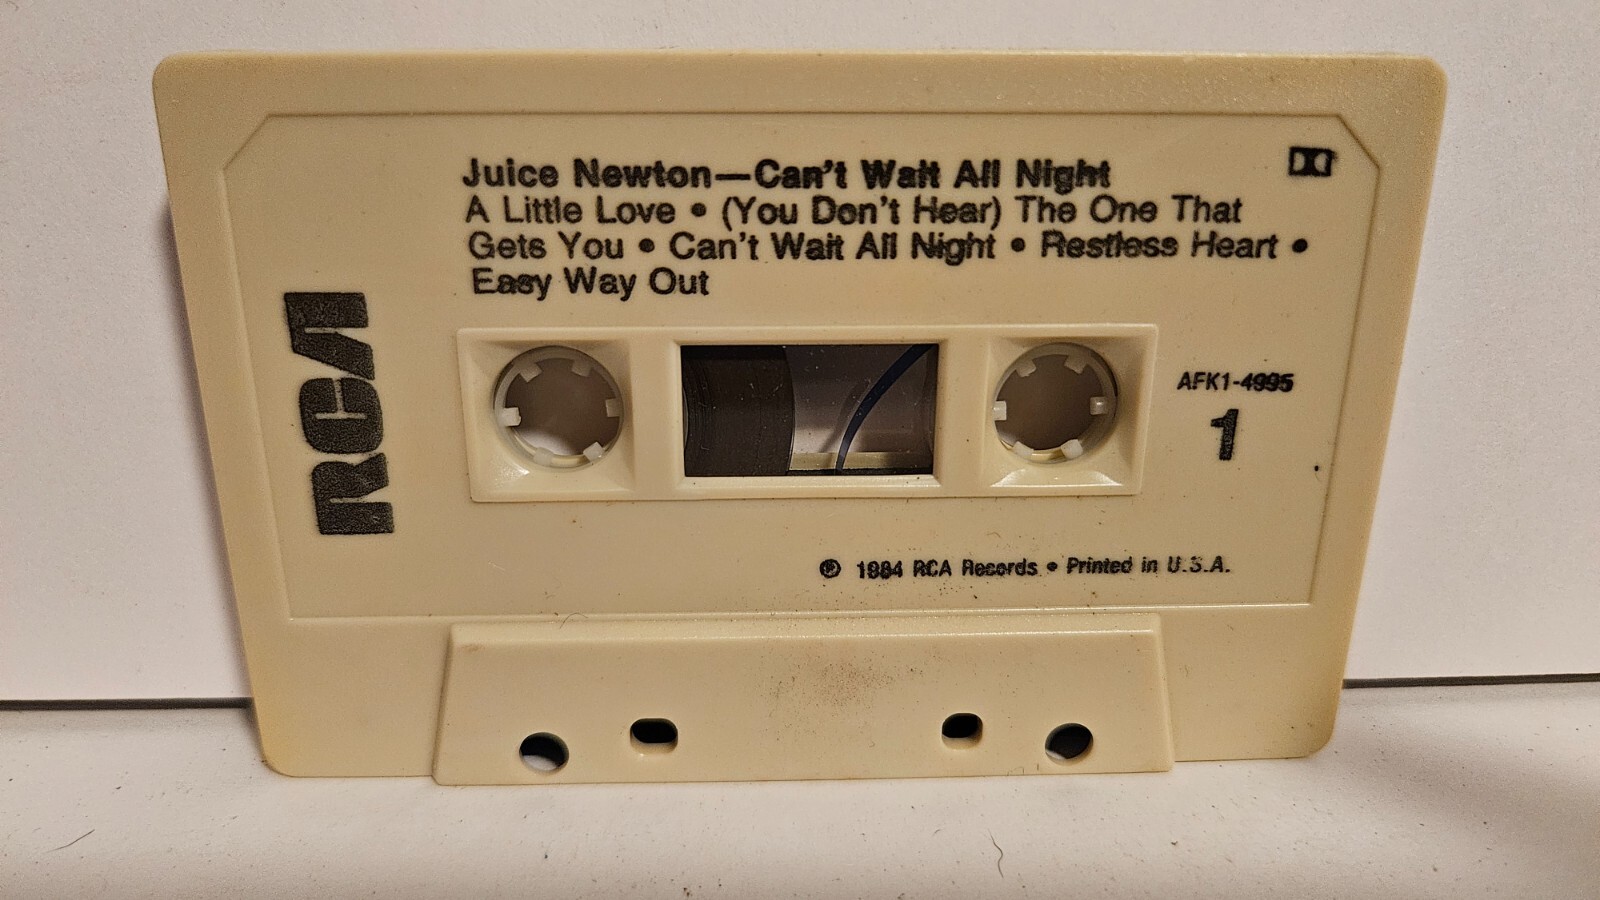 Juice Newton—Can't Wait All Night
A Little Love • (You Don't Hear) The One That
Gets You • Can't Wait All Night • Restless Heart •
Easy Way Out
RCA
AFK1-4995
1
℗ 1984 RCA Records • Printed in U.S.A.